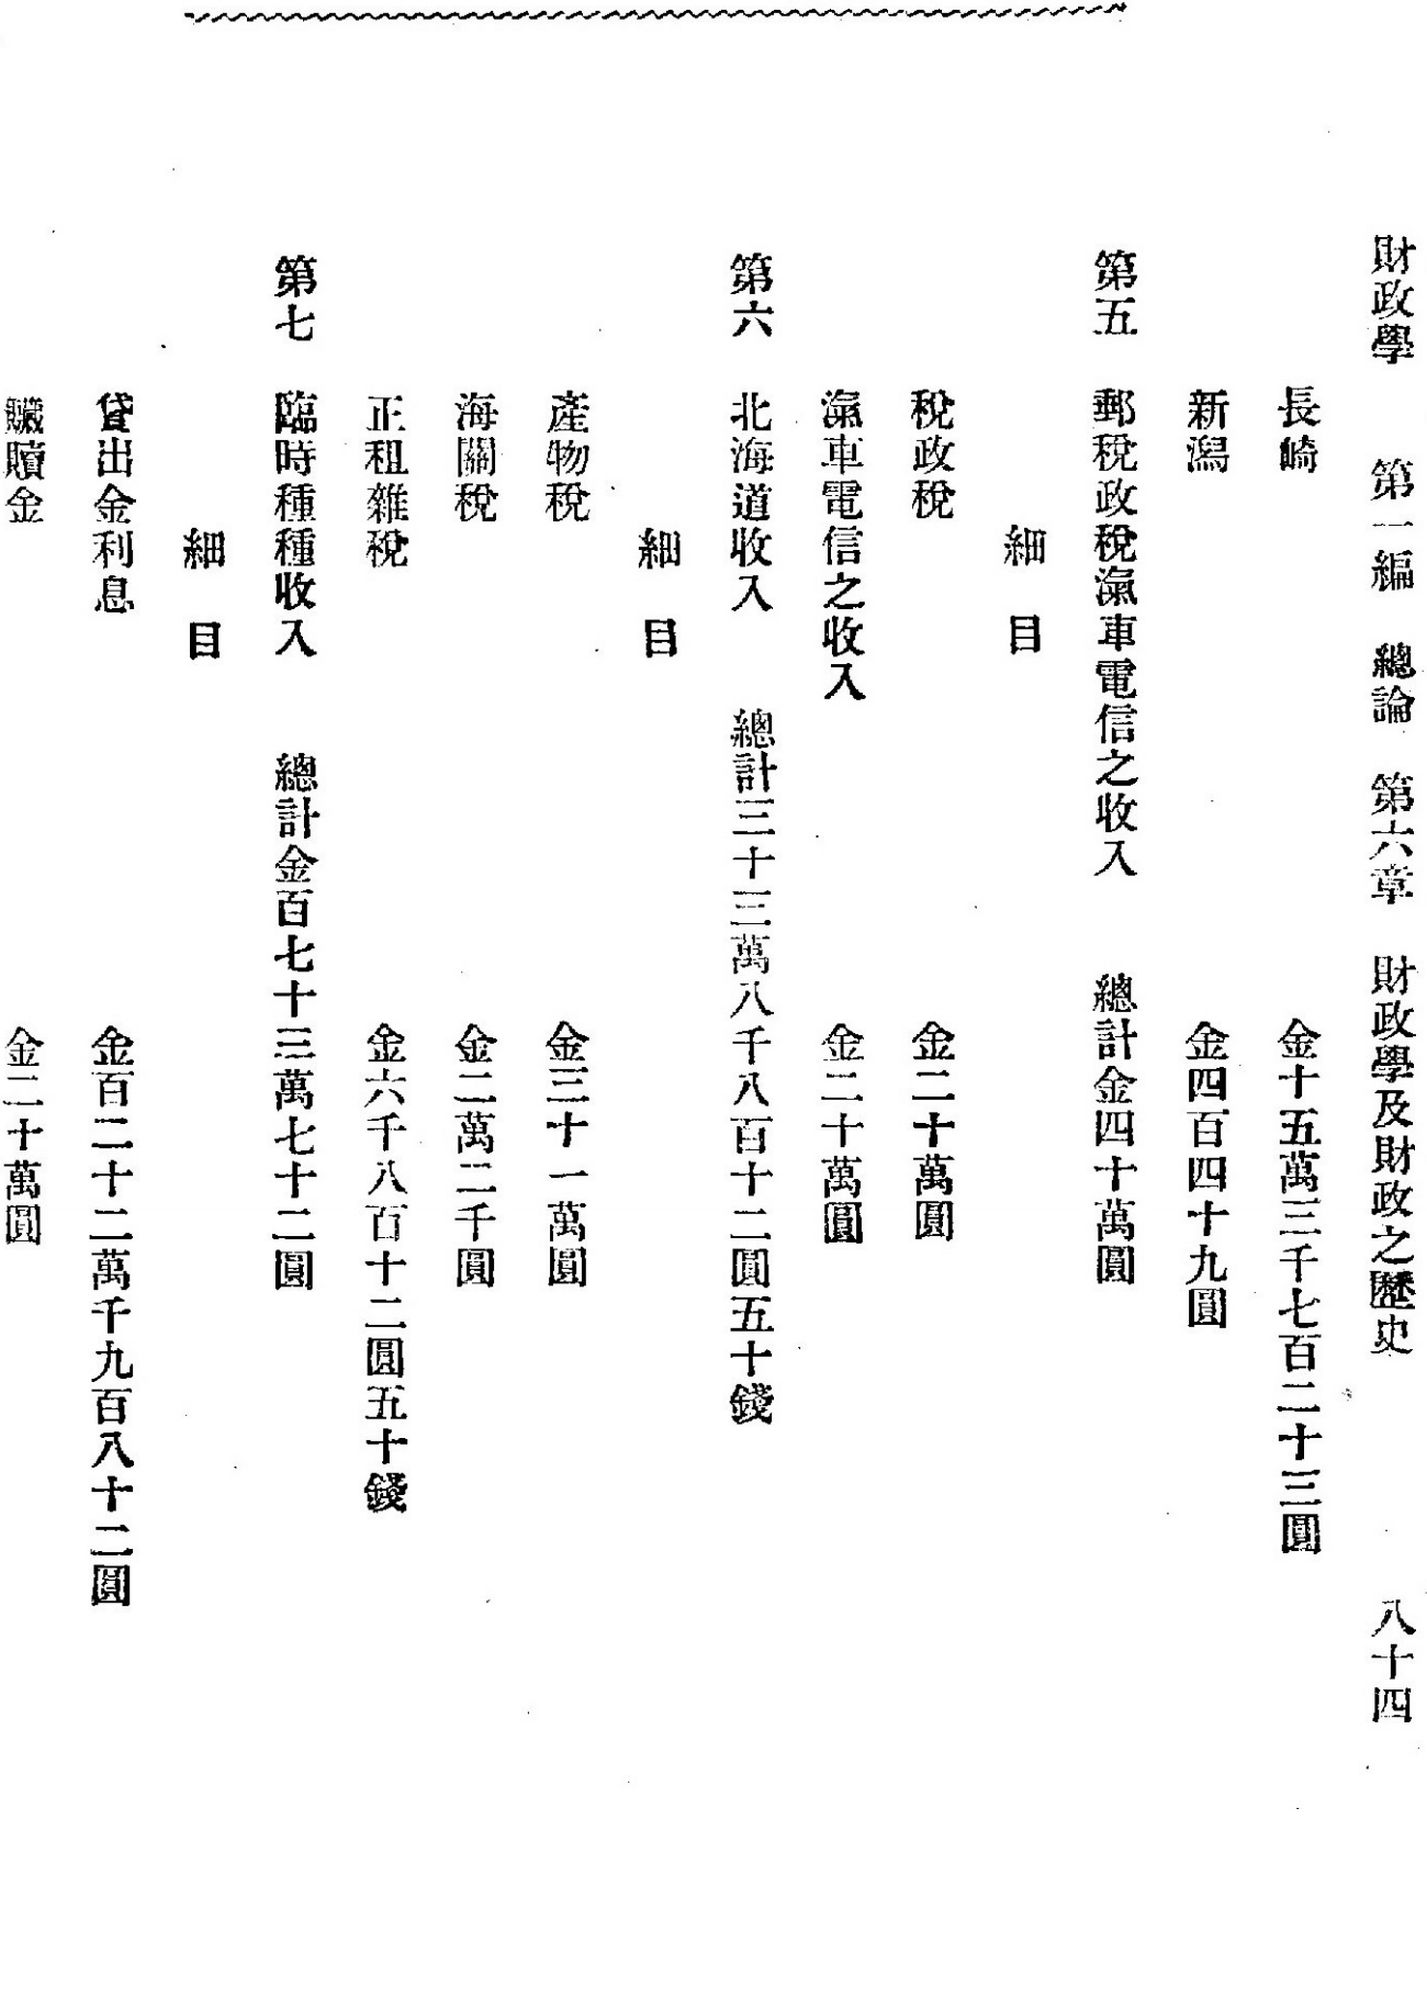 財政學　第一編　總論　第六章　財政學及財政之歷史　八十四
長崎　金十五萬三千七百二十三圓
新潟　金四百四十九圓
第五　郵稅政稅滊車電信之收入　總計金四十萬圓
細目
稅政稅　金二十萬圓
滊車電信之收入　金二十萬圓
第六　北海道收入　總計三十三萬八千八百十二圓五十錢
細目
產物稅　金三十一萬圓
海關稅　金二萬二千圓
正租雜稅　金六千八百十二圓五十錢
第七　臨時種種收入　總計金百七十三萬七十二圓
細目
貸出金利息　金百二十二萬千九百八十二圓
贓贖金　金二十萬圓